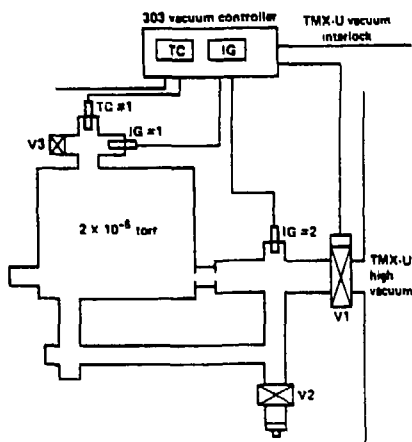 303 vacuum controller
TMX-U vacuum
interlock
TC
IG
TC #1
IG #1
V3
2 × 10⁻⁶ torr
IG #2
TMX-U
high
vacuum
V1
V2